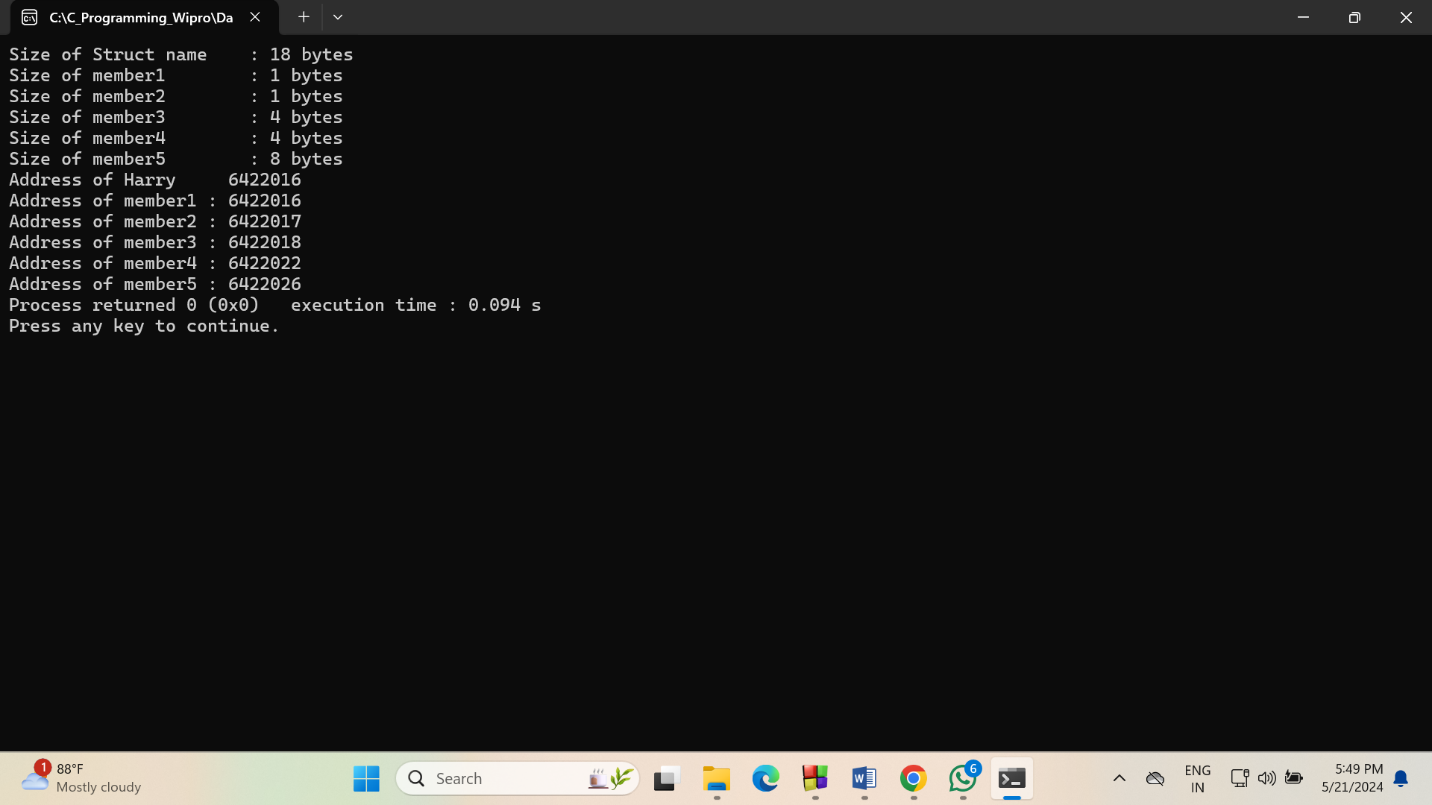 C:\C_Programming_Wipro\Da
Size of Struct name    : 18 bytes
Size of member1        : 1 bytes
Size of member2        : 1 bytes
Size of member3        : 4 bytes
Size of member4        : 4 bytes
Size of member5        : 8 bytes
Address of Harry     6422016
Address of member1 : 6422016
Address of member2 : 6422017
Address of member3 : 6422018
Address of member4 : 6422022
Address of member5 : 6422026
Process returned 0 (0x0)   execution time : 0.094 s
Press any key to continue.
1
88°F
Mostly cloudy
Search
6
ENG
IN
5:49 PM
5/21/2024